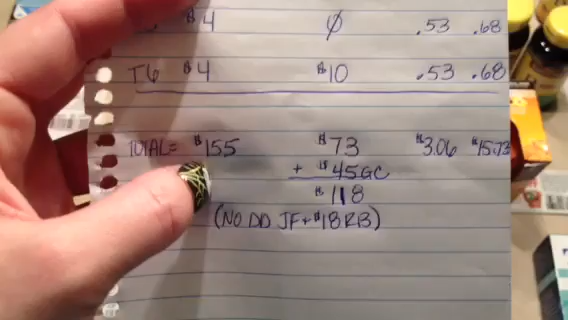 $4 Ø .53 .68
T6 $4 $10 .53 .68
TOTAL= $155 $73 $3.06 $15.73
+ $45GC
$118
(NO DD JF+$18RB)